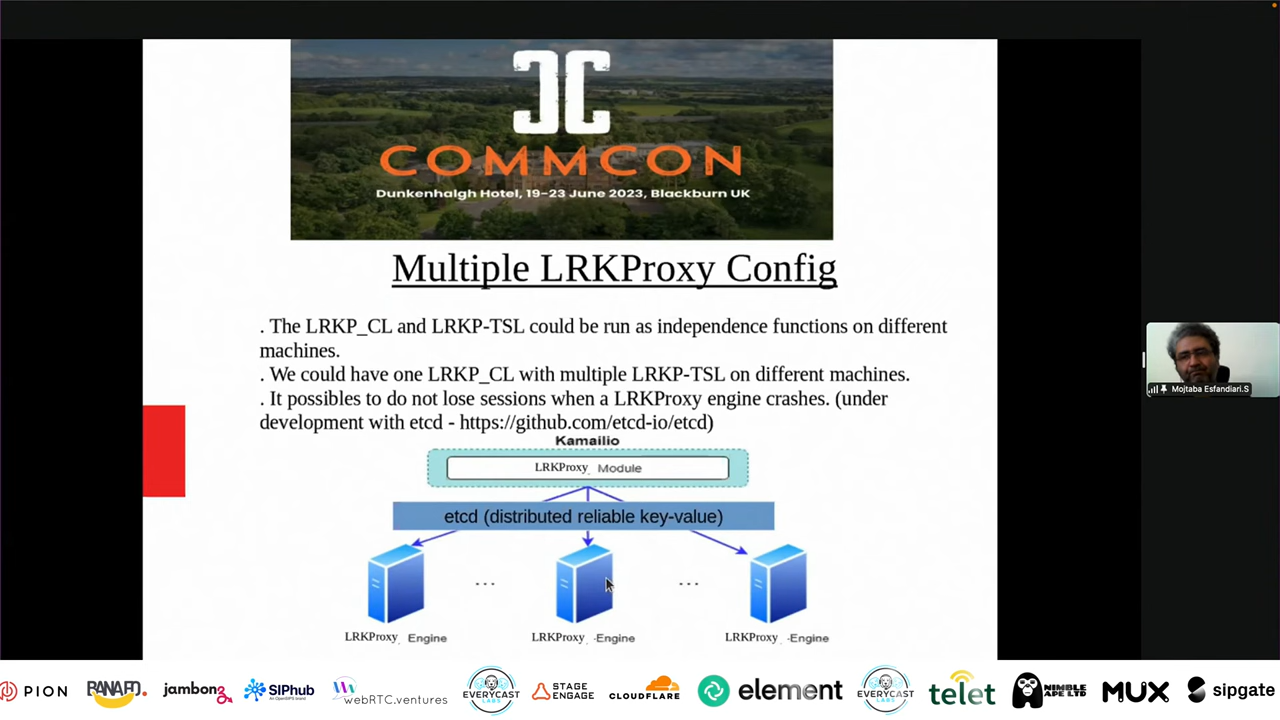 COMMCON
Dunkenhalgh Hotel, 19-23 June 2023, Blackburn UK
Multiple LRKProxy Config
. The LRKP_CL and LRKP-TSL could be run as independence functions on different
machines.
. We could have one LRKP_CL with multiple LRKP-TSL on different machines.
. It possibles to do not lose sessions when a LRKProxy engine crashes. (under
development with etcd - https://github.com/etcd-io/etcd)
Kamailio
LRKProxy_ Module
etcd (distributed reliable key-value)
... ...
LRKProxy_ Engine LRKProxy_ -Engine LRKProxy_ -Engine
Mojtaba Esfandiari.S
PION jambonz SIPhub webRTC.ventures EVERYCAST LABS STAGE ENGAGE CLOUDFLARE element EVERYCAST LABS telet NIMBLE APE LTD MUX sipgate